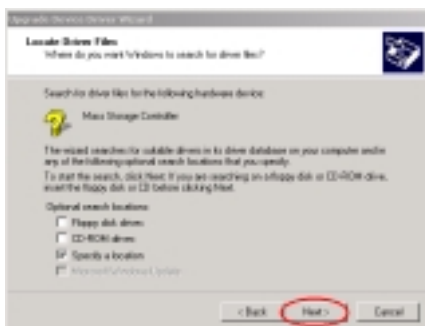 Upgrade Device Driver Wizard
Locate Driver Files
Where do you want Windows to search for driver files?
Search for driver files for the following hardware device:
Mass Storage Controller
The wizard searches for suitable drivers in its driver database on your computer and in
any of the following optional search locations that you specify.
To start the search, click Next. If you are searching on a floppy disk or CD-ROM drive,
insert the floppy disk or CD before clicking Next.
Optional search locations:
Floppy disk drives
CD-ROM drives
Specify a location
Microsoft Windows Update
< Back
Next >
Cancel